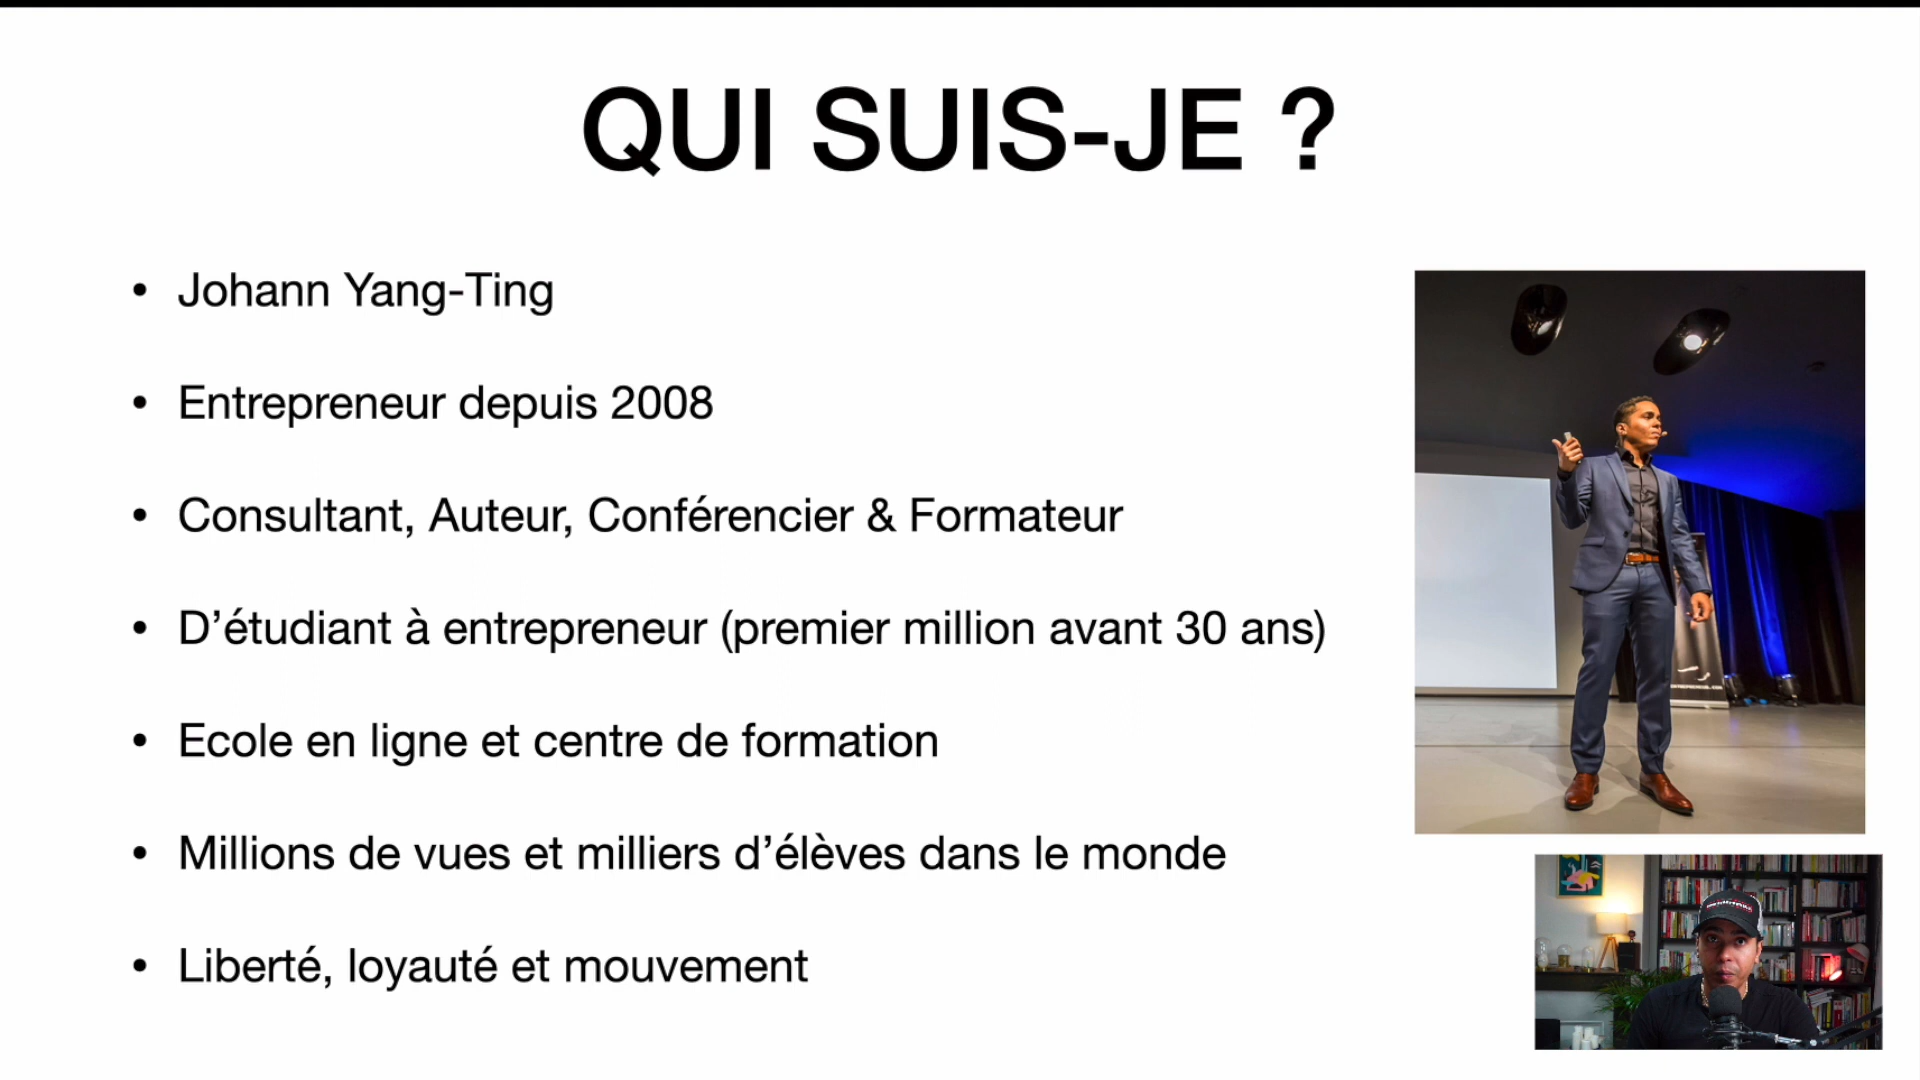 QUI SUIS-JE ?
• Johann Yang-Ting
• Entrepreneur depuis 2008
• Consultant, Auteur, Conférencier & Formateur
• D’étudiant à entrepreneur (premier million avant 30 ans)
• Ecole en ligne et centre de formation
• Millions de vues et milliers d’élèves dans le monde
• Liberté, loyauté et mouvement